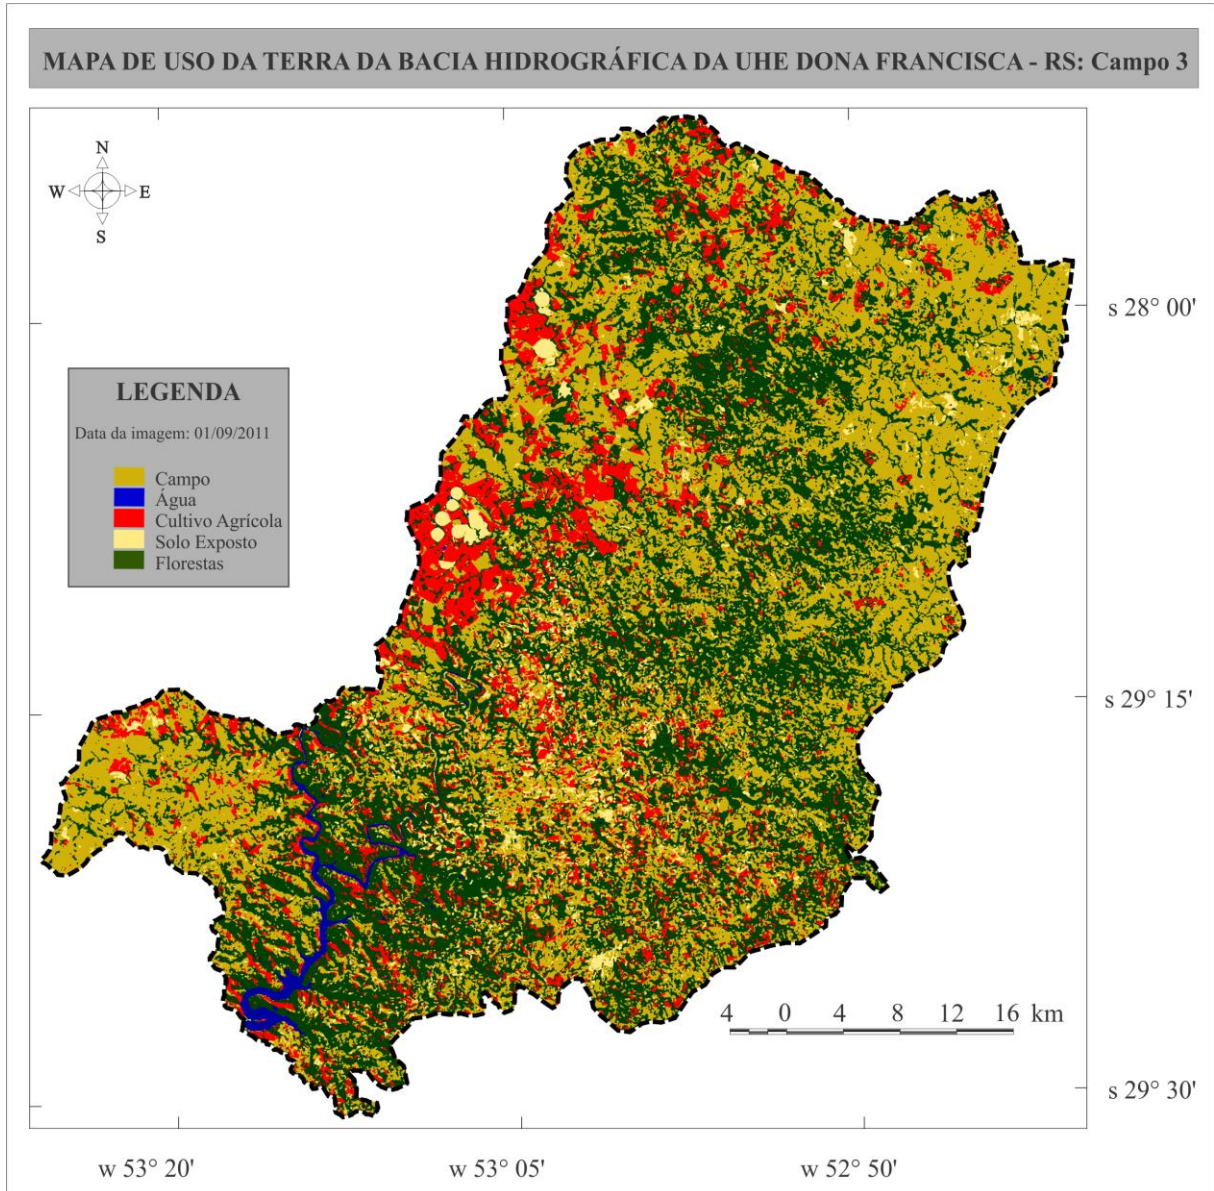 MAPA DE USO DA TERRA DA BACIA HIDROGRÁFICA DA UHE DONA FRANCISCA - RS: Campo 3
N
W E
S
s 28° 00'
LEGENDA
Data da imagem: 01/09/2011
Campo
Água
Cultivo Agrícola
Solo Exposto
Florestas
s 29° 15'
4 0 4 8 12 16 km
s 29° 30'
w 53° 20' w 53° 05' w 52° 50'